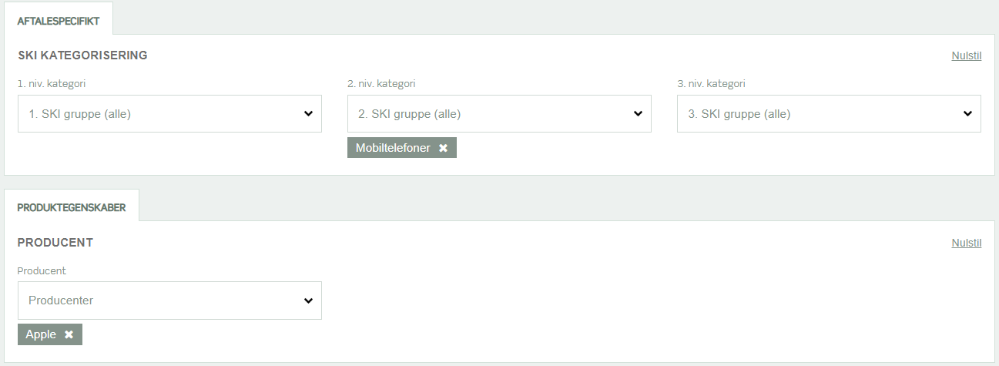 AFTALESPECIFIKT
SKI KATEGORISERING
Nulstil
1. niv. kategori
2. niv. kategori
3. niv. kategori
1. SKI gruppe (alle)
2. SKI gruppe (alle)
3. SKI gruppe (alle)
Mobiltelefoner ✖
PRODUKTEGENSKABER
PRODUCENT
Nulstil
Producent
Producenter
Apple ✖